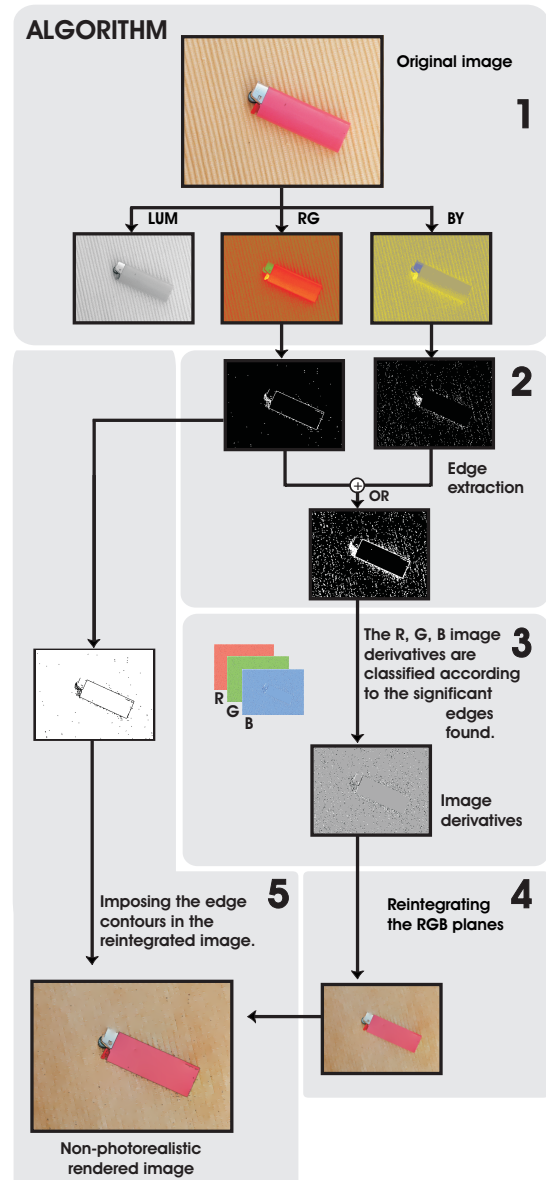 ALGORITHM
Original image
1
LUM
RG
BY
2
Edge
extraction
OR
The R, G, B image
derivatives are
classified according
to the significant
edges
found.
3
R
G
B
Image
derivatives
Imposing the edge
contours in the
reintegrated image.
5
Reintegrating
the RGB planes
4
Non-photorealistic
rendered image